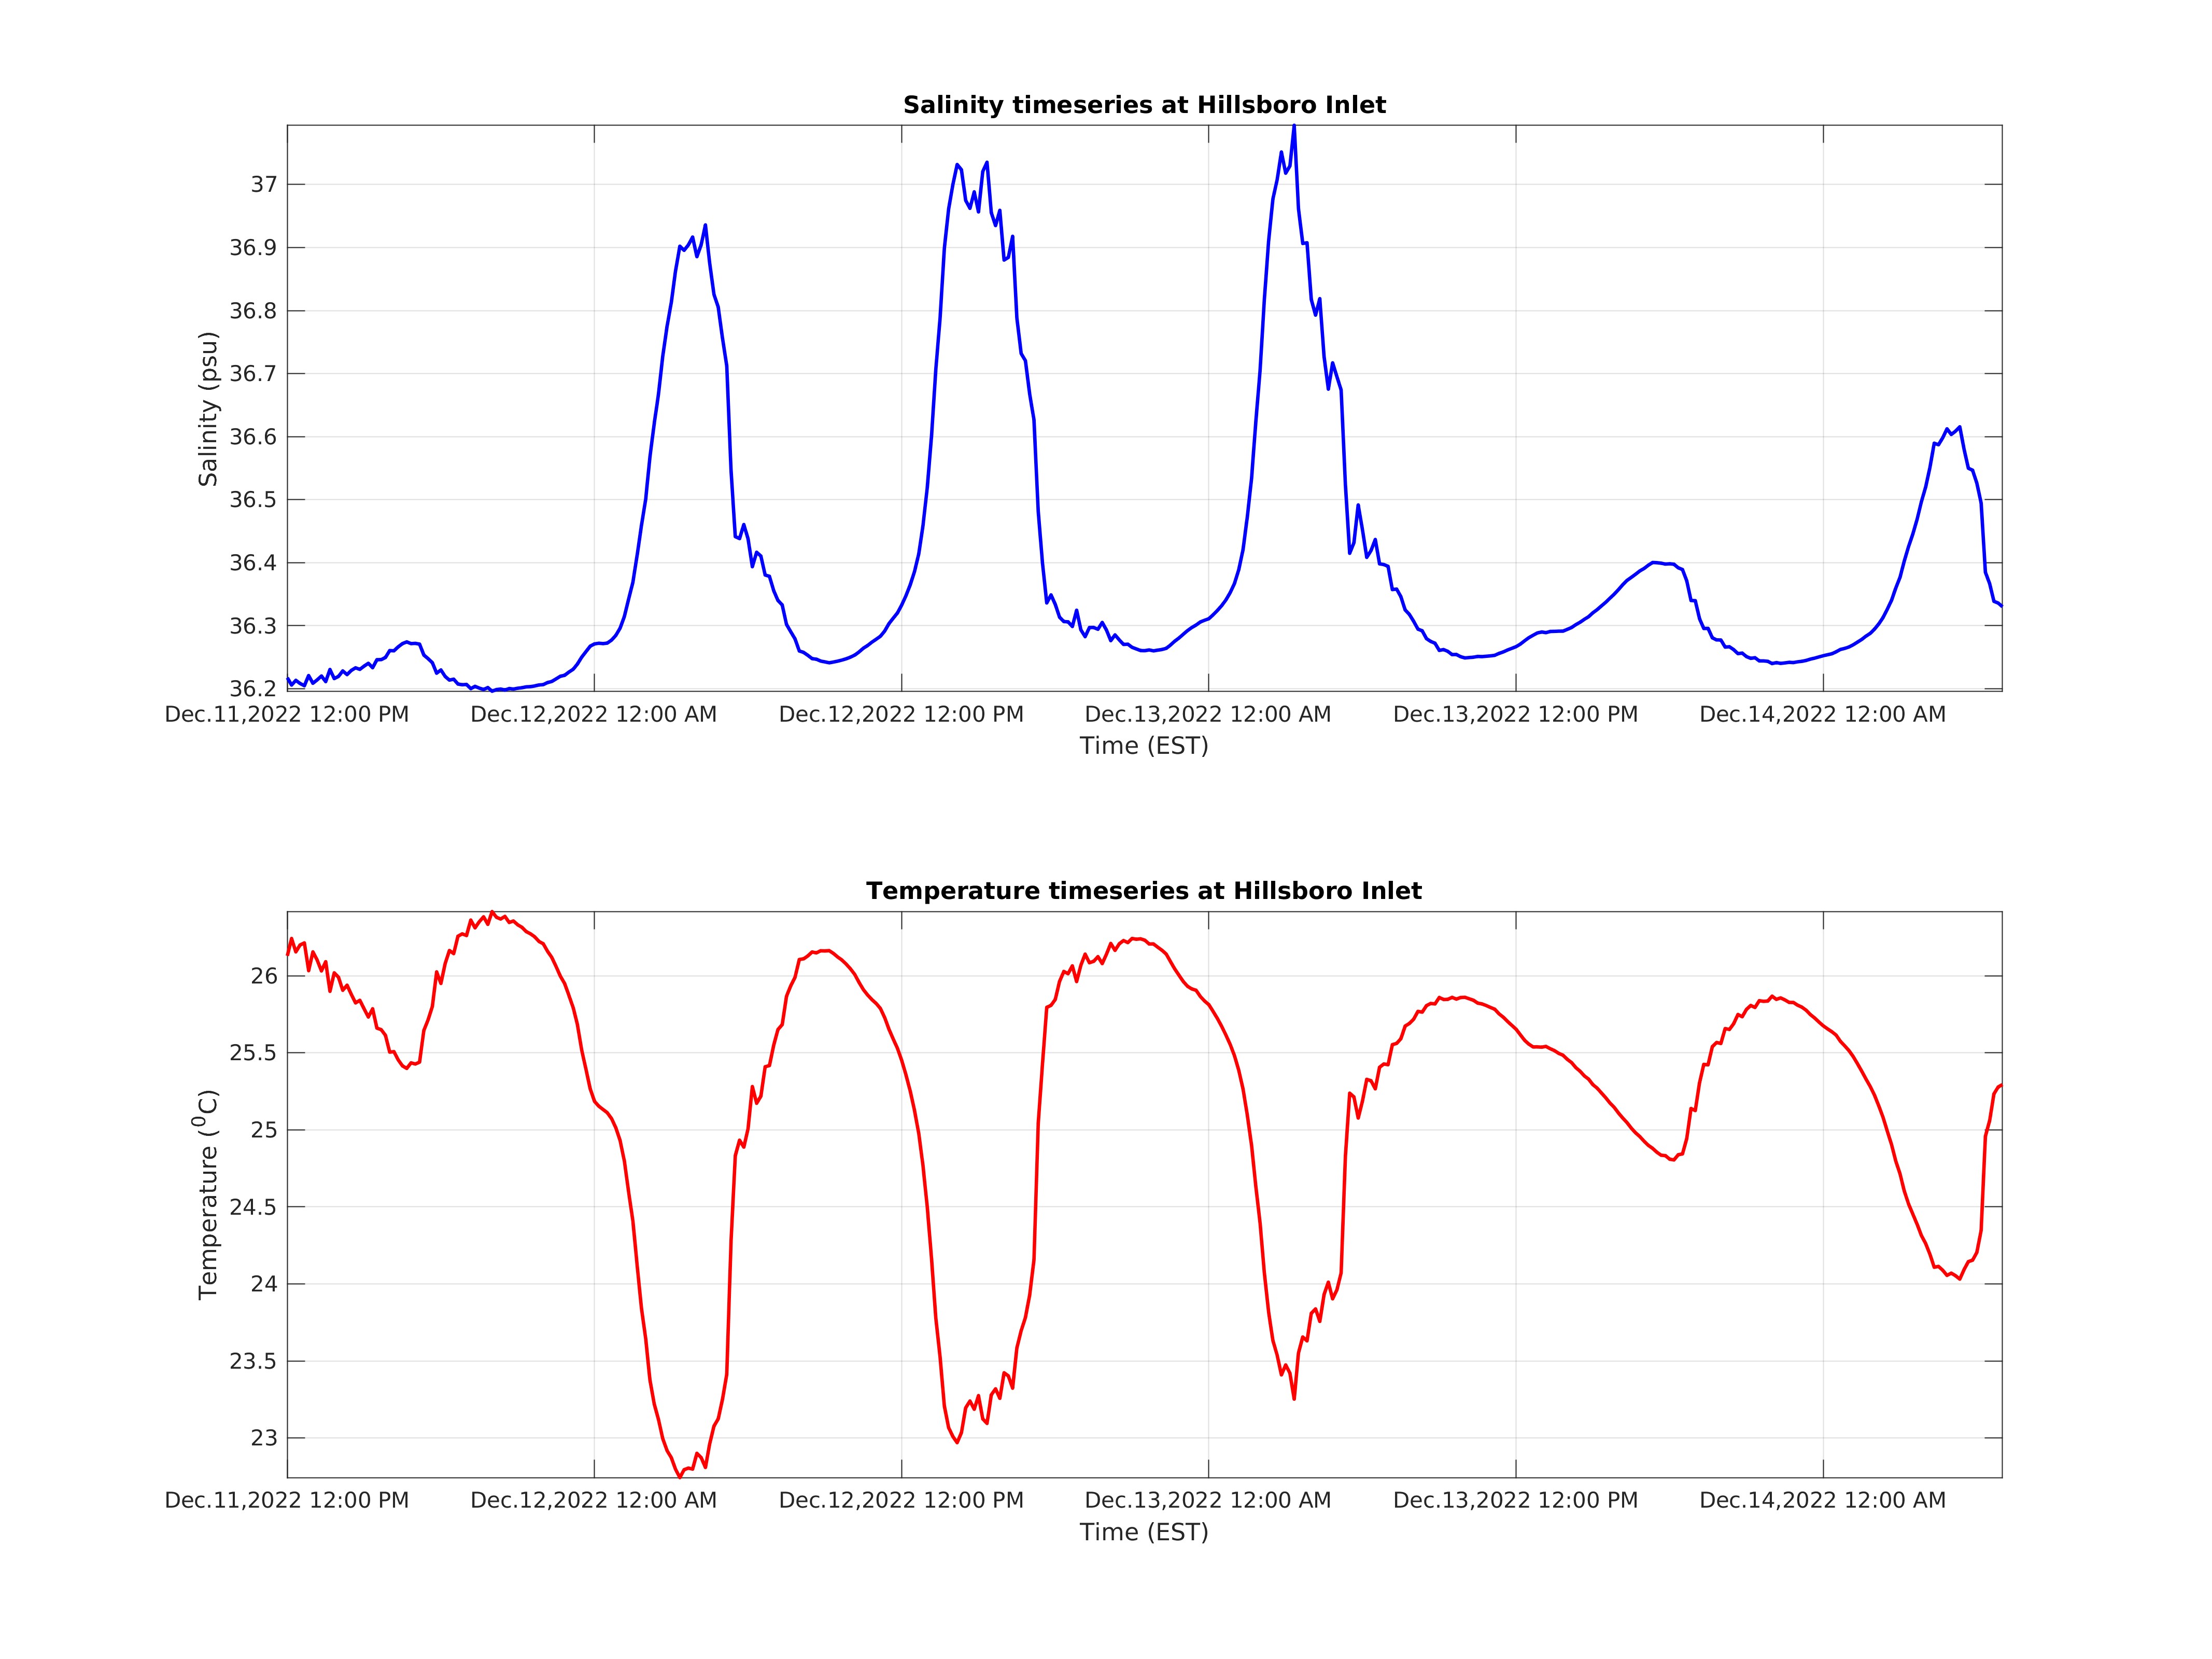 Salinity timeseries at Hillsboro Inlet
Salinity (psu)
37
36.9
36.8
36.7
36.6
36.5
36.4
36.3
36.2
Dec.11,2022 12:00 PM Dec.12,2022 12:00 AM Dec.12,2022 12:00 PM Dec.13,2022 12:00 AM Dec.13,2022 12:00 PM Dec.14,2022 12:00 AM
Time (EST)
Temperature timeseries at Hillsboro Inlet
Temperature (⁰C)
26
25.5
25
24.5
24
23.5
23
Dec.11,2022 12:00 PM Dec.12,2022 12:00 AM Dec.12,2022 12:00 PM Dec.13,2022 12:00 AM Dec.13,2022 12:00 PM Dec.14,2022 12:00 AM
Time (EST)